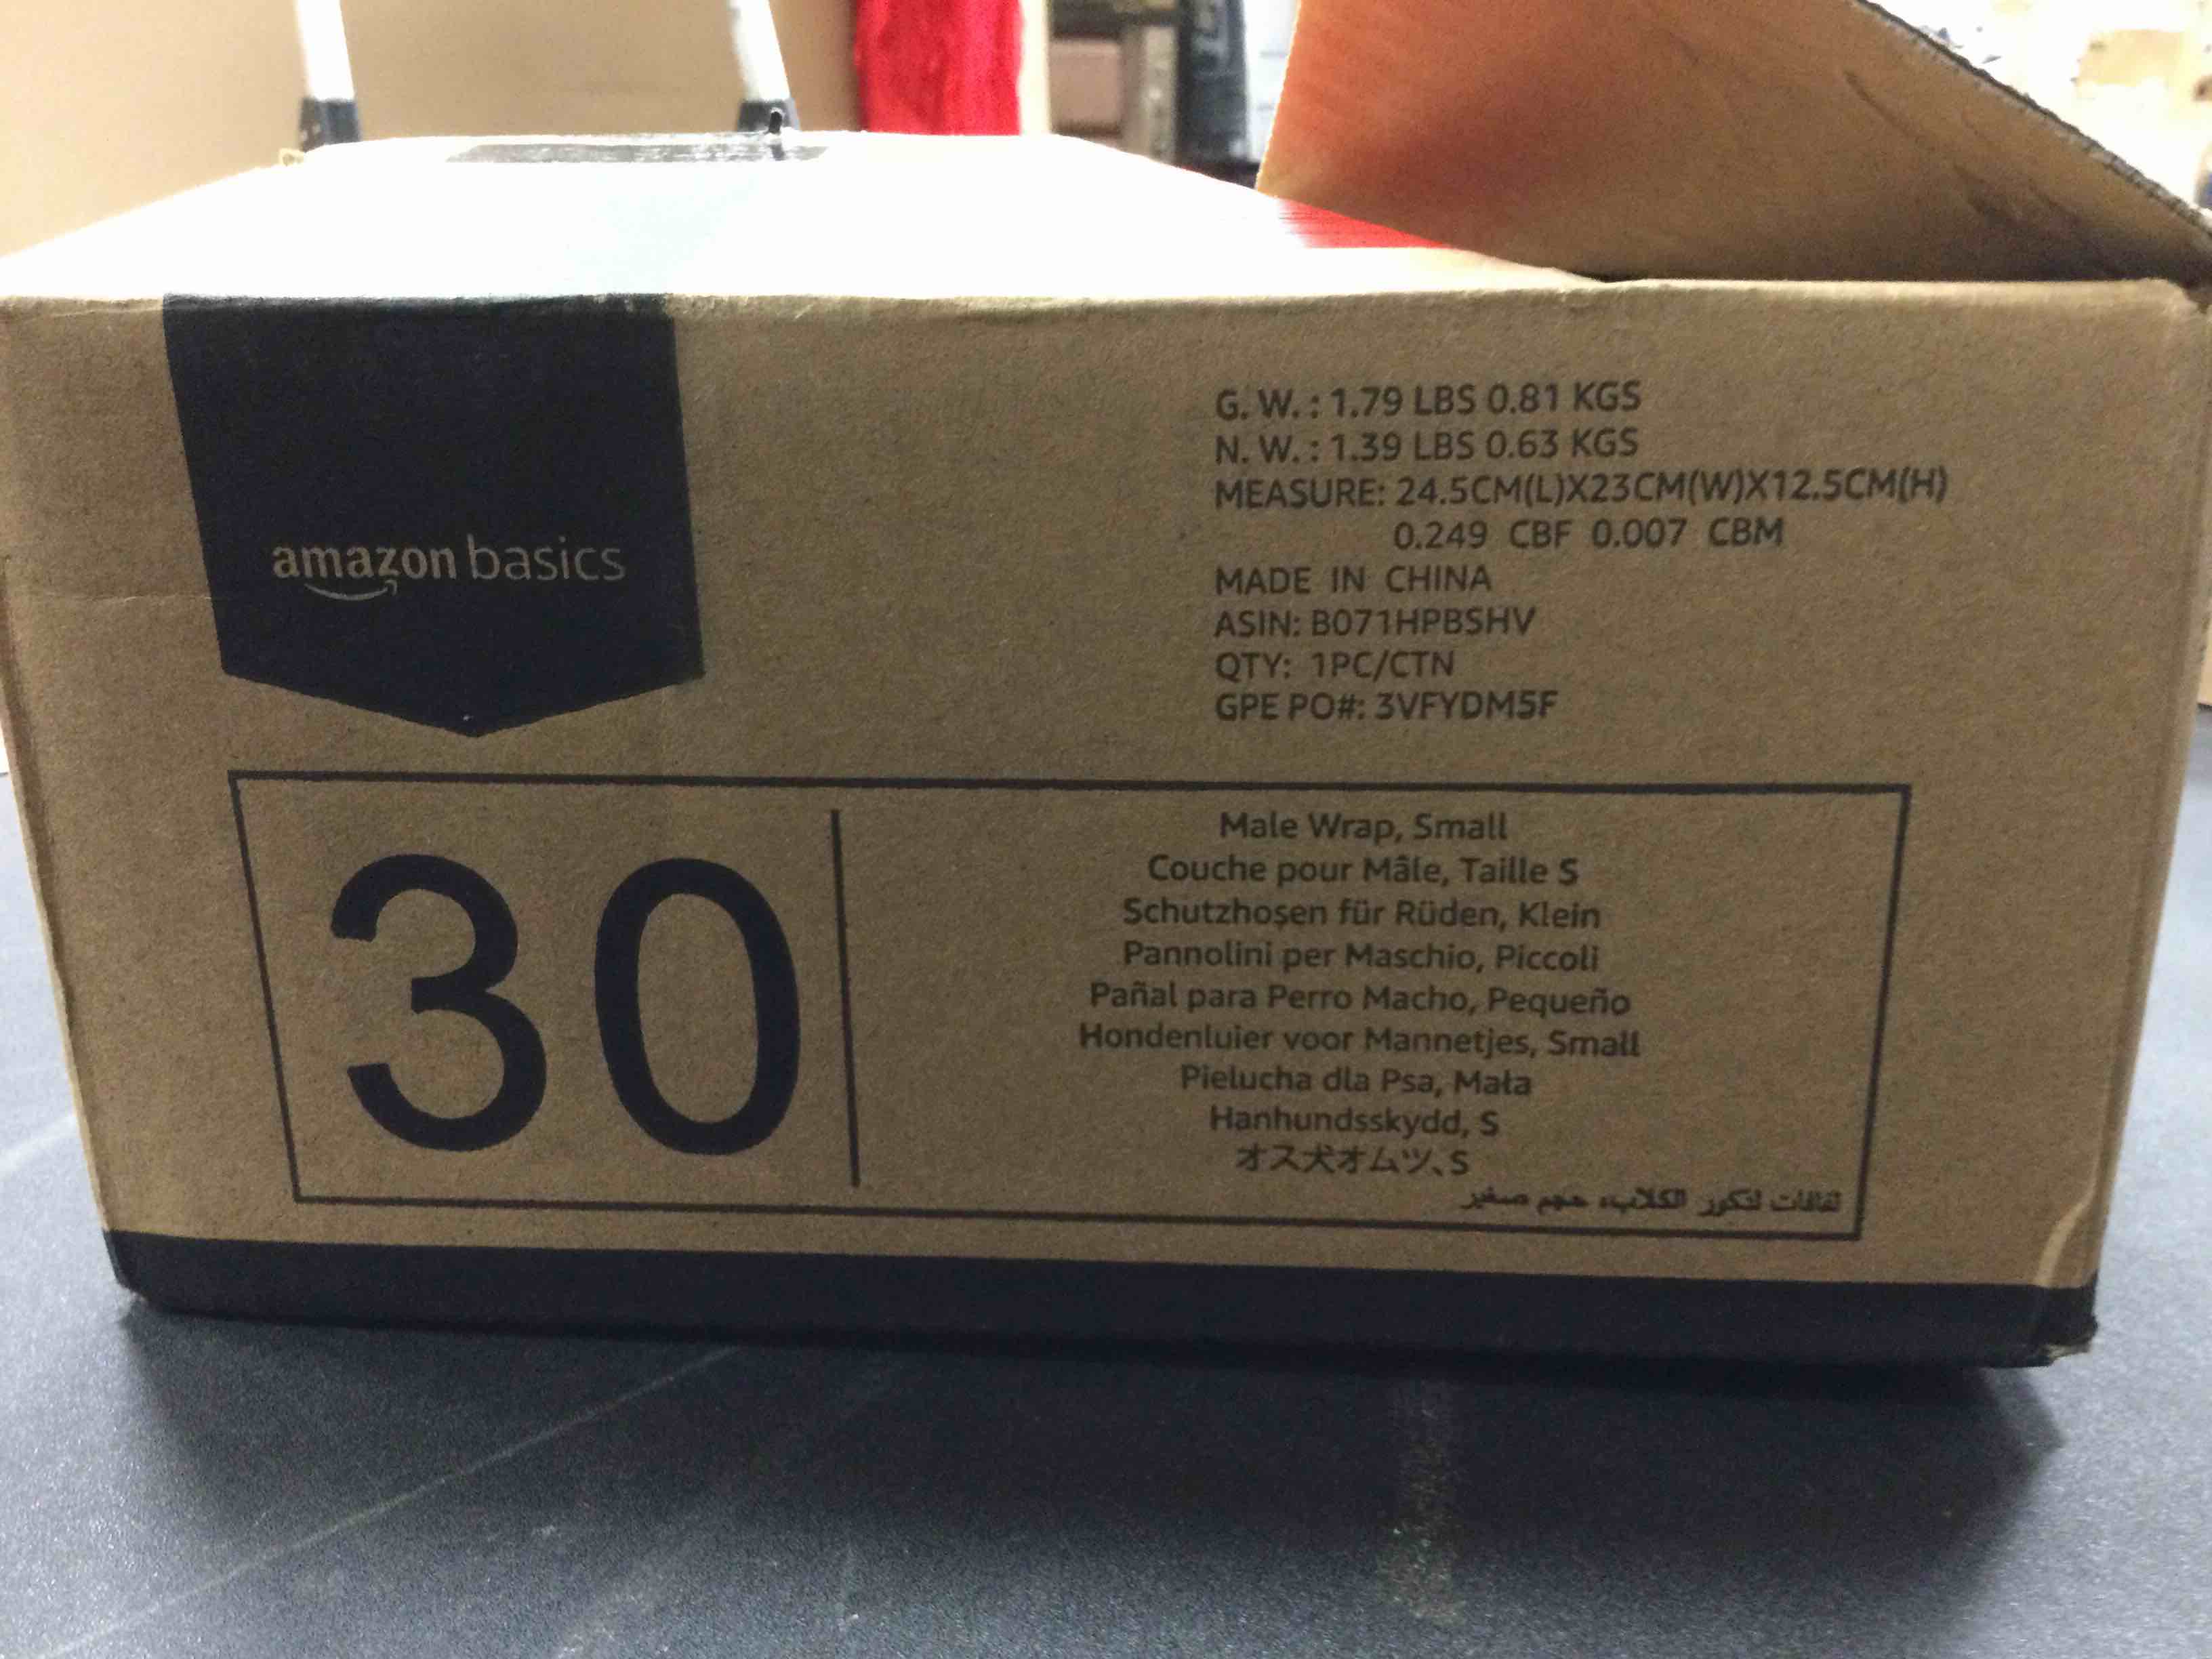 amazon basics
G. W. : 1.79 LBS 0.81 KGS
N. W. : 1.39 LBS 0.63 KGS
MEASURE: 24.5CM(L)X23CM(W)X12.5CM(H)
0.249 CBF 0.007 CBM
MADE IN CHINA
ASIN: B071HPBSHV
QTY: 1PC/CTN
GPE PO#: 3VFYDM5F
30
Male Wrap, Small
Couche pour Mâle, Taille S
Schutzhosen für Rüden, Klein
Pannolini per Maschio, Piccoli
Pañal para Perro Macho, Pequeño
Hondenluier voor Mannetjes, Small
Pielucha dla Psa, Mała
Hanhundsskydd, S
オス犬オムツ、S
الكلاب، حجم صغير